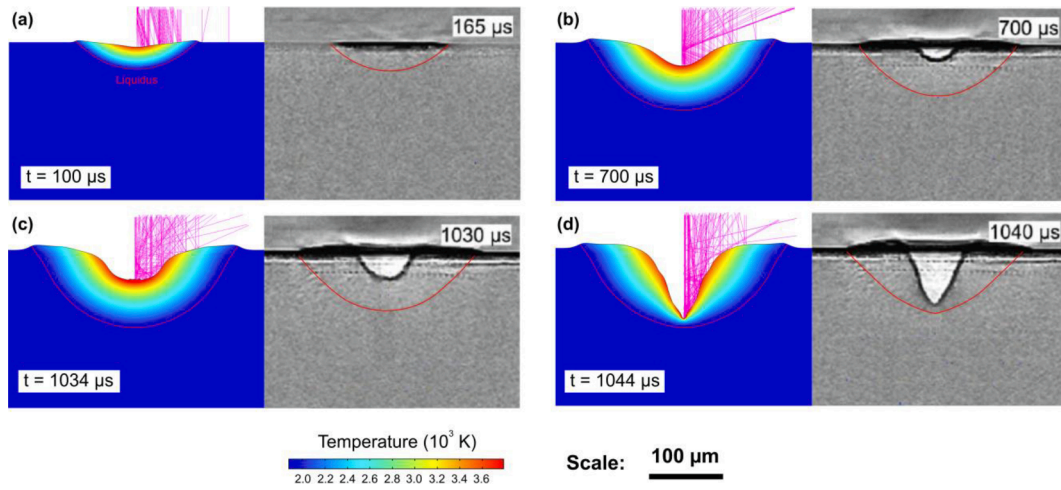 (a)
165 µs
Liquidus
t = 100 µs
(b)
700 µs
t = 700 µs
(c)
1030 µs
t = 1034 µs
(d)
1040 µs
t = 1044 µs
Temperature (10³ K)
2.0 2.2 2.4 2.6 2.8 3.0 3.2 3.4 3.6
Scale: 100 µm